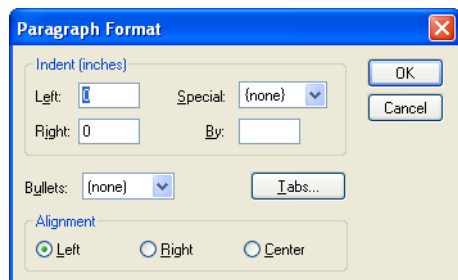 Paragraph Format
Indent (inches)
Left: 0 Special: {none}
Right: 0 By:
OK
Cancel
Bullets: (none) Tabs...
Alignment
Left Right Center